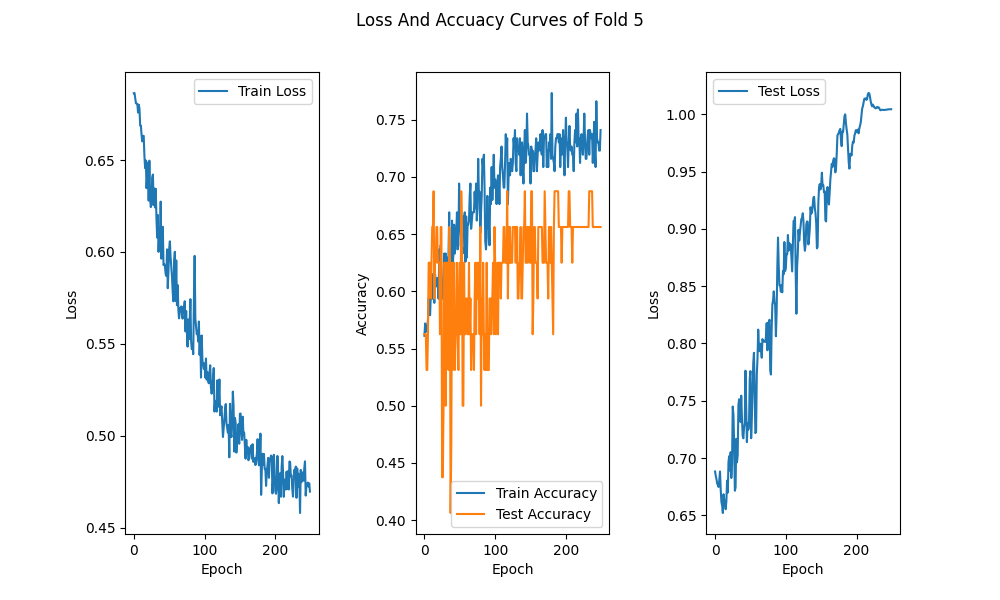 Loss And Accuacy Curves of Fold 5
Train Loss
Loss
0.65
0.60
0.55
0.50
0.45
0 100 200
Epoch
Accuracy
0.75
0.70
0.65
0.60
0.55
0.50
0.45
0.40
Train Accuracy
Test Accuracy
0 100 200
Epoch
Test Loss
Loss
1.00
0.95
0.90
0.85
0.80
0.75
0.70
0.65
0 100 200
Epoch